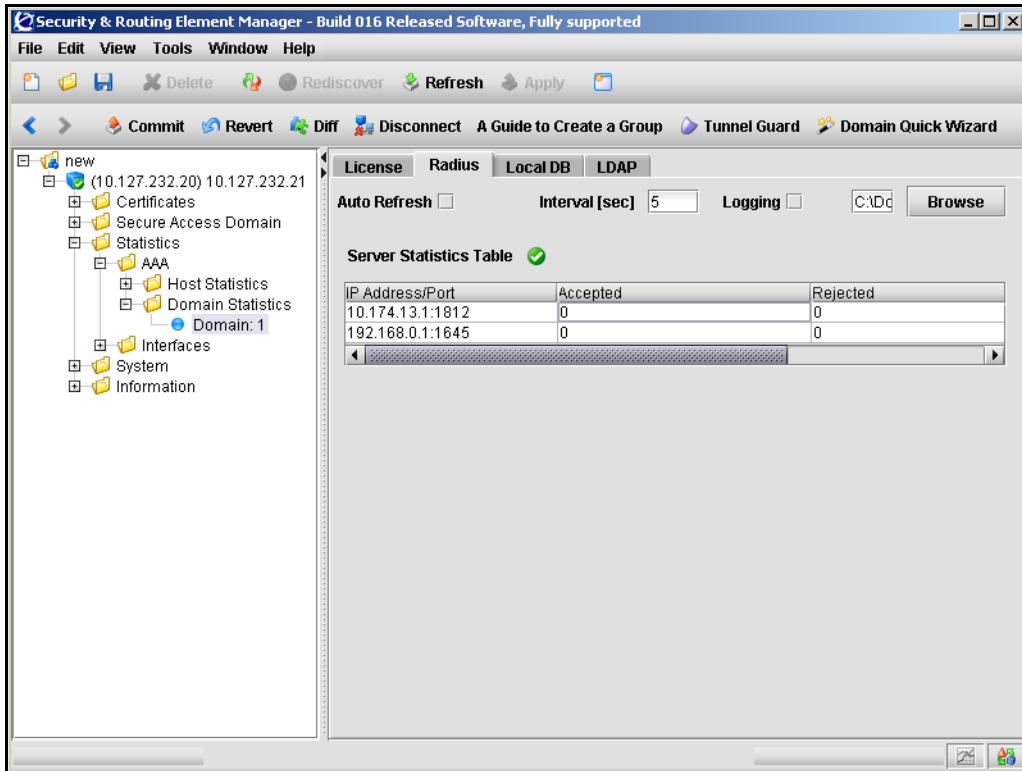 Security & Routing Element Manager - Build 016 Released Software, Fully supported
File Edit View Tools Window Help
Delete Rediscover Refresh Apply
Commit Revert Diff Disconnect A Guide to Create a Group Tunnel Guard Domain Quick Wizard
new
(10.127.232.20) 10.127.232.21
Certificates
Secure Access Domain
Statistics
AAA
Host Statistics
Domain Statistics
Domain: 1
Interfaces
System
Information
License Radius Local DB LDAP
Auto Refresh Interval [sec] 5 Logging C:\Do Browse
Server Statistics Table
IP Address/Port Accepted Rejected
10.174.13.1:1812 0 0
192.168.0.1:1645 0 0